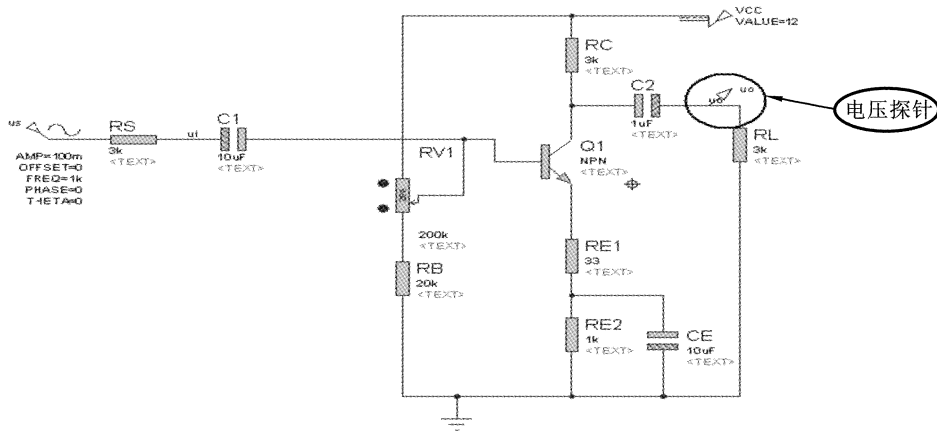 VCC
VALUE=12
RC
3k
<TEXT>
C2
1uF
<TEXT>
uo
uo
电压探针
RL
3k
<TEXT>
us
RS
3k
<TEXT>
ui
C1
10uF
<TEXT>
AMP=100m
OFFSET=0
FREQ=1k
PHASE=0
THETA=0
RV1
200k
<TEXT>
Q1
NPN
<TEXT>
RB
20k
<TEXT>
RE1
33
<TEXT>
RE2
1k
<TEXT>
CE
10uF
<TEXT>